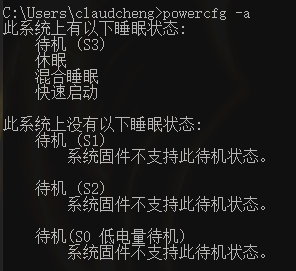 C:\Users\claudcheng>powercfg -a
此系统上有以下睡眠状态:
待机 (S3)
休眠
混合睡眠
快速启动
此系统上没有以下睡眠状态:
待机 (S1)
系统固件不支持此待机状态。
待机 (S2)
系统固件不支持此待机状态。
待机(S0 低电量待机)
系统固件不支持此待机状态。